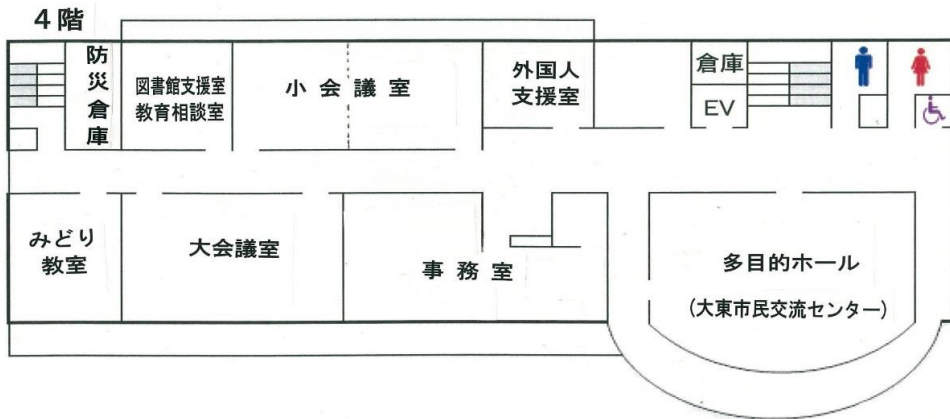 4階
防災倉庫
図書館支援室
教育相談室
小会議室
外国人
支援室
倉庫
EV
みどり
教室
大会議室
事務室
多目的ホール
(大東市民交流センター)